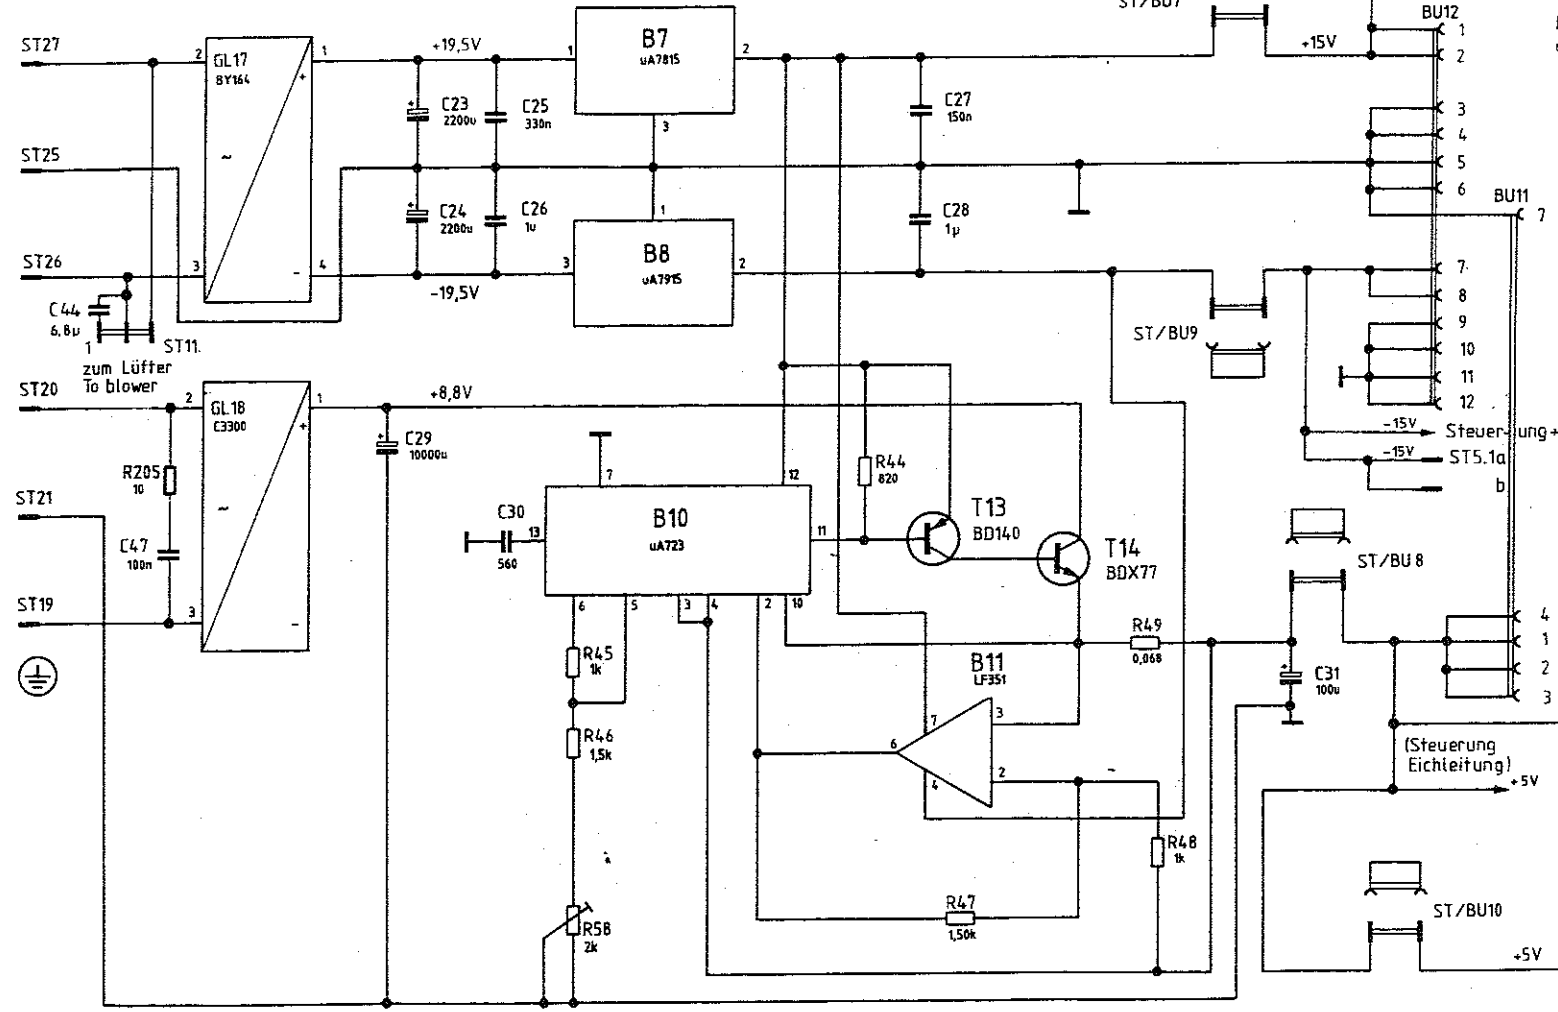 ST/BU7
BU12
1
ST27
2
GL17
BY164
1
+
+19,5V
1
B7
uA7815
2
+15V
2
C23
2200u
C25
330n
3
C27
150n
3
4
ST25
~
5
6
BU11
7
C24
2200u
C26
1u
1
C28
1µ
ST26
3
-
4
-19,5V
3
B8
uA7915
2
7
8
C44
6,8µ
1
ST11
zum Lüfter
To blower
ST/BU9
9
10
11
12
ST20
2
GL18
C3300
1
+
+8,8V
-15V
Steuerung+
-15V
ST5.1a
b
C29
10000u
R205
10
R44
820
7
12
ST21
~
C30
560
13
B10
uA723
11
T13
BD140
T14
BDX77
ST/BU8
C47
100n
ST19
3
-
6
5
3
4
2
10
R49
0,068
4
1
2
3
R45
1k
B11
LF351
C31
100u
7
3
6
2
4
R46
1,5k
(Steuerung
Eichleitung)
+5V
R48
1k
R47
1,50k
R58
2k
ST/BU10
+5V